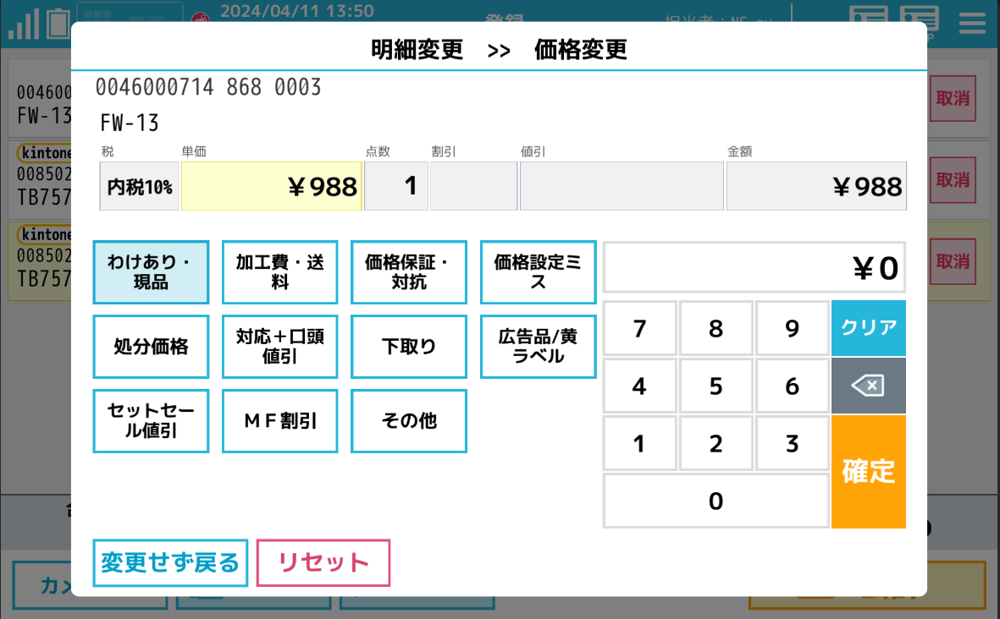 2024/04/11 13:50
登録
担当者：NS
明細変更 >> 価格変更
0046000714 868 0003
FW-13
税 単価 点数 割引 値引 金額
内税10% ￥988 1 ￥988
わけあり・現品
加工費・送料
価格保証・対抗
価格設定ミス
処分価格
対応＋口頭値引
下取り
広告品/黄ラベル
セットセール値引
ＭＦ割引
その他
￥0
7 8 9 クリア
4 5 6
1 2 3 確定
0
変更せず戻る リセット
004600
FW-13
取消
kintone
008502
TB757
取消
kintone
008502
TB757
取消